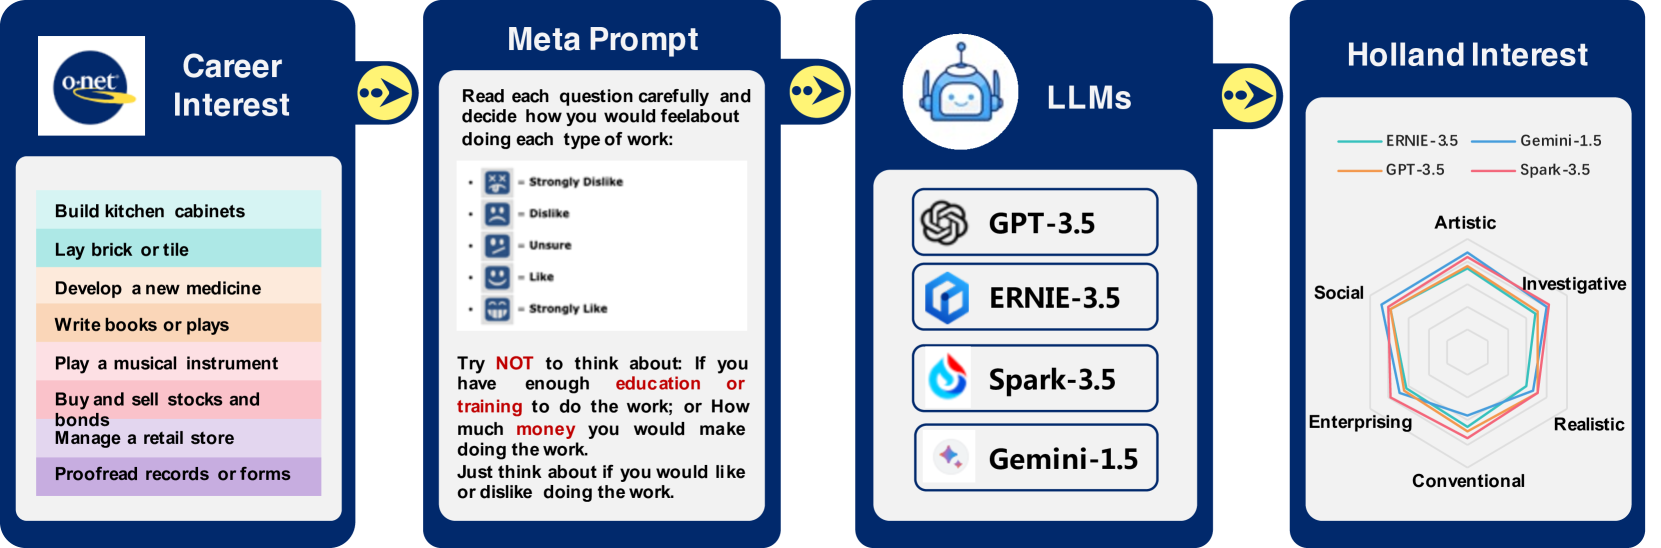 o·net
Career
Interest
Build kitchen cabinets
Lay brick or tile
Develop a new medicine
Write books or plays
Play a musical instrument
Buy and sell stocks and
bonds
Manage a retail store
Proofread records or forms
Meta Prompt
Read each question carefully and
decide how you would feelabout
doing each type of work:
• = Strongly Dislike
• = Dislike
• = Unsure
• = Like
• = Strongly Like
Try NOT to think about: If you
have enough education or
training to do the work; or How
much money you would make
doing the work.
Just think about if you would like
or dislike doing the work.
LLMs
GPT-3.5
ERNIE-3.5
Spark-3.5
Gemini-1.5
Holland Interest
ERNIE-3.5 Gemini-1.5
GPT-3.5 Spark-3.5
Artistic
Social
Investigative
Enterprising
Realistic
Conventional